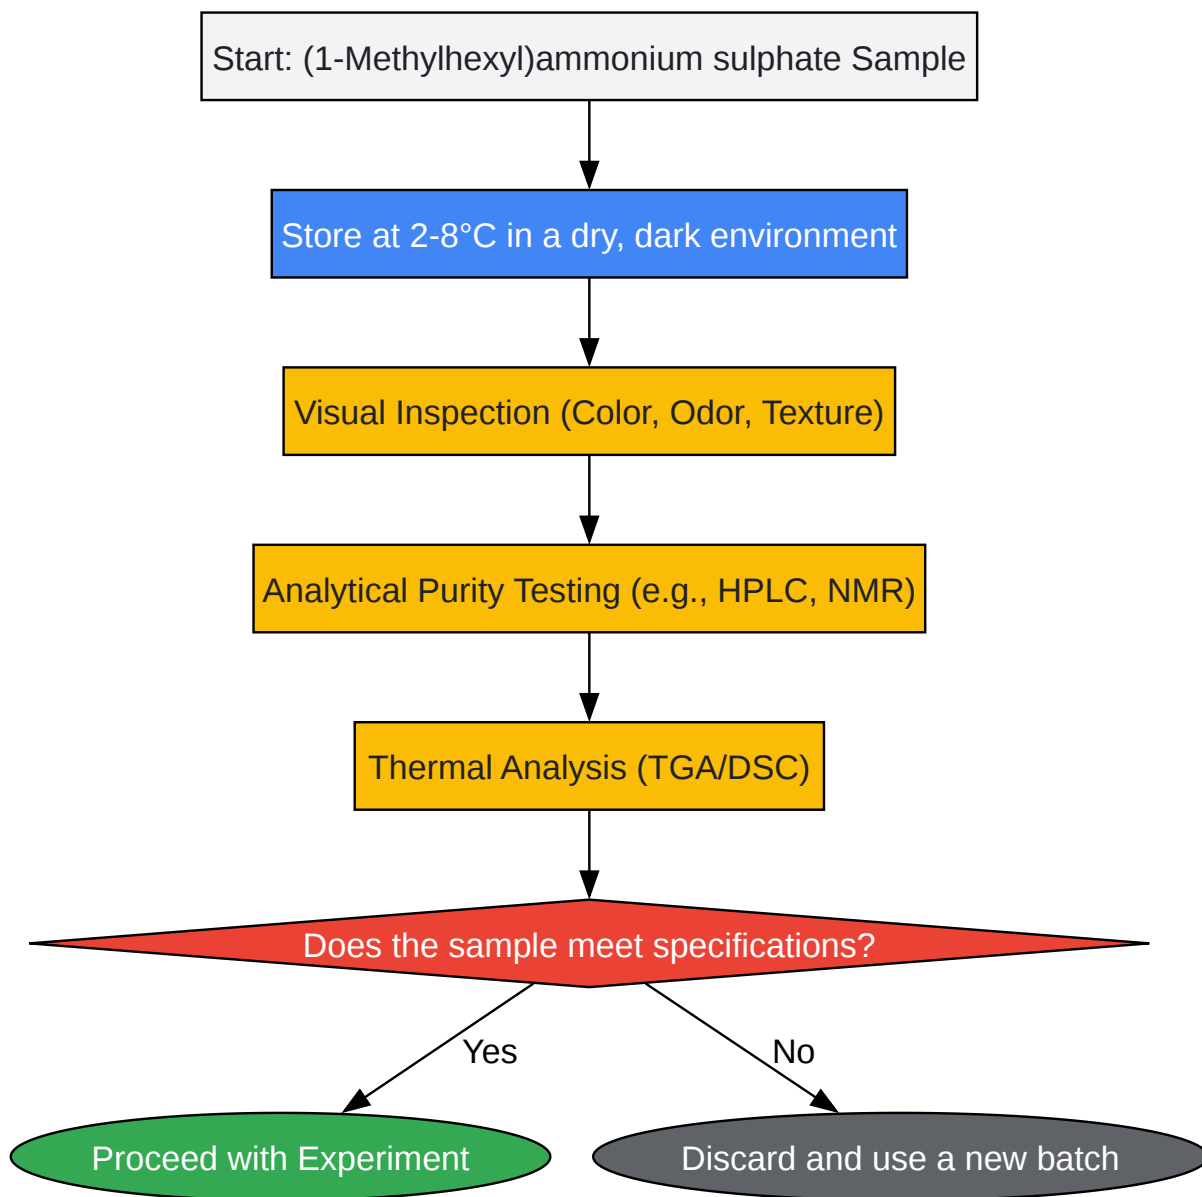 Start: (1-Methylhexyl)ammonium sulphate Sample
Store at 2-8°C in a dry, dark environment
Visual Inspection (Color, Odor, Texture)
Analytical Purity Testing (e.g., HPLC, NMR)
Thermal Analysis (TGA/DSC)
Does the sample meet specifications?
Yes
No
Proceed with Experiment
Discard and use a new batch